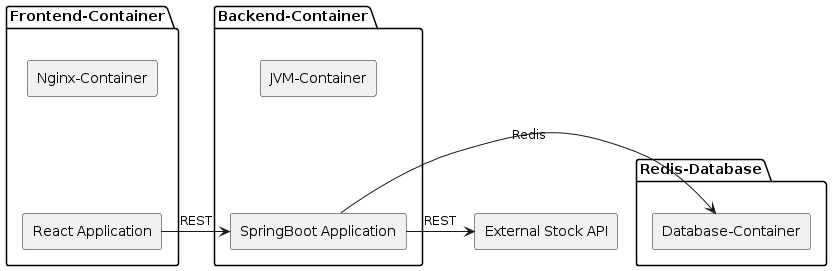 Frontend-Container
Backend-Container
Nginx-Container
JVM-Container
Redis
Redis-Database
REST
REST
React Application
SpringBoot Application
External Stock API
Database-Container